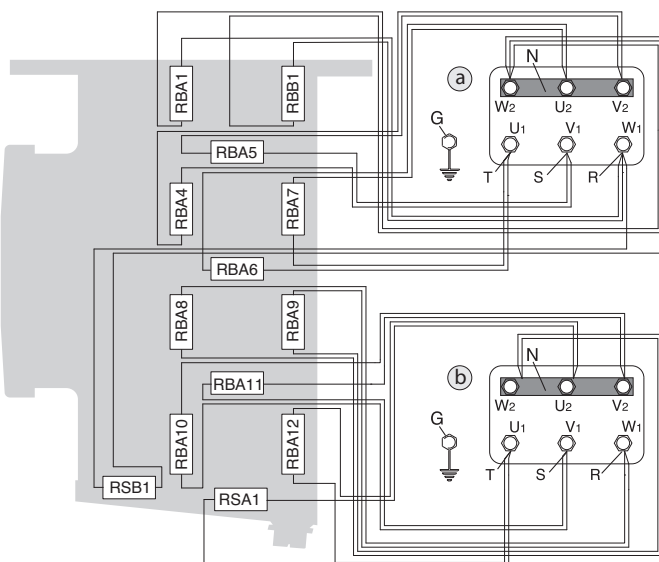 RBA1
RBB1
RBA5
RBA4
RBA7
RBA6
a
N
W2 U2 V2
G
U1 V1 W1
T S R
RBA8
RBA9
RBA11
RBA10
RBA12
RSB1
RSA1
b
N
W2 U2 V2
G
U1 V1 W1
T S R